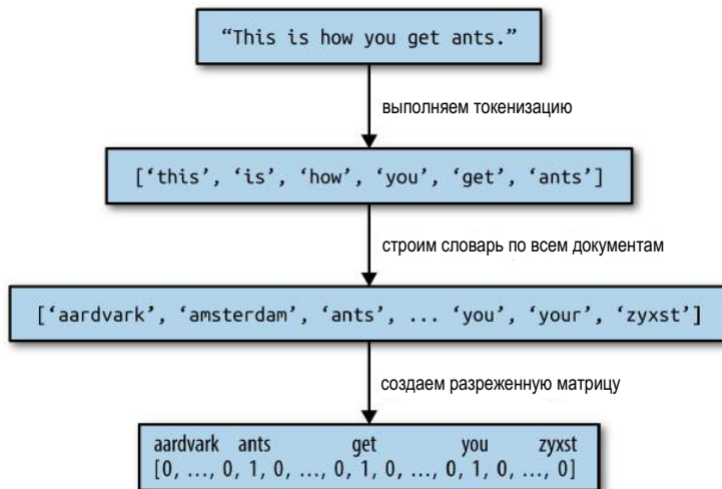 “This is how you get ants.”
выполняем токенизацию
[‘this’, ‘is’, ‘how’, ‘you’, ‘get’, ‘ants’]
строим словарь по всем документам
[‘aardvark’, ‘amsterdam’, ‘ants’, ... ‘you’, ‘your’, ‘zyxst’]
создаем разреженную матрицу
aardvark ants get you zyxst
[0, ..., 0, 1, 0, ..., 0, 1, 0, ..., 0, 1, 0, ..., 0]